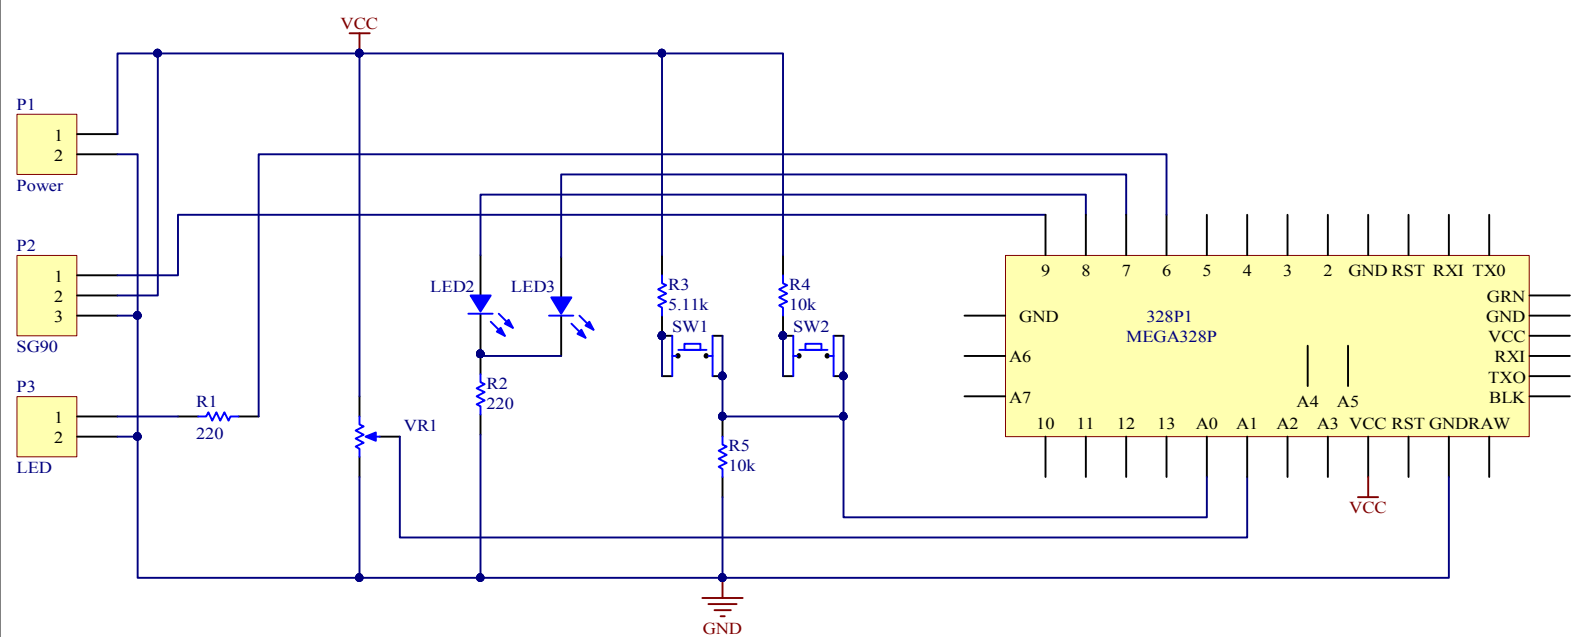 VCC
P1
1
2
Power
P2
1
2
3
SG90
P3
1
2
LED
R1
220
VR1
LED2
LED3
R2
220
R3
5.11k
SW1
R4
10k
SW2
R5
10k
GND
9 8 7 6 5 4 3 2 GND RST RXI TX0
328P1
MEGA328P
GND
A6
A7
GRN
GND
VCC
RXI
TXO
BLK
A4 A5
10 11 12 13 A0 A1 A2 A3 VCC RST GND RAW
VCC